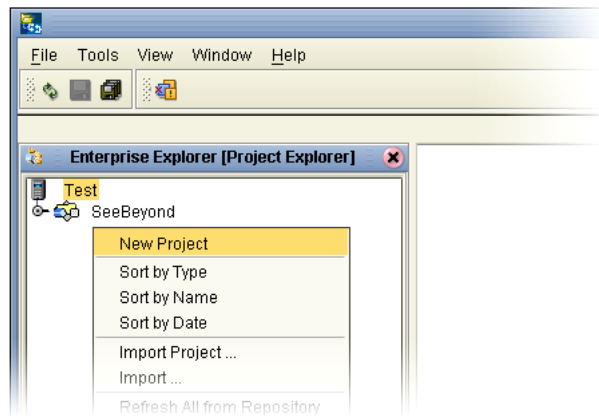 File Tools View Window Help
Enterprise Explorer [Project Explorer]
Test
SeeBeyond
New Project
Sort by Type
Sort by Name
Sort by Date
Import Project ...
Import ...
Refresh All from Repository